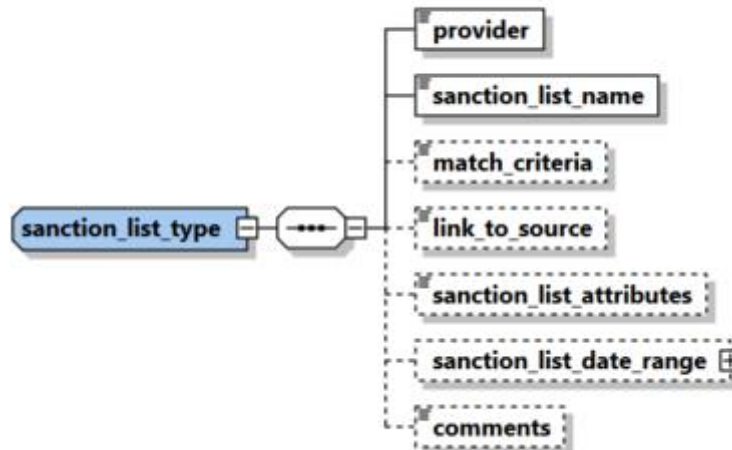 provider
sanction_list_name
match_criteria
sanction_list_type
link_to_source
sanction_list_attributes
sanction_list_date_range
comments